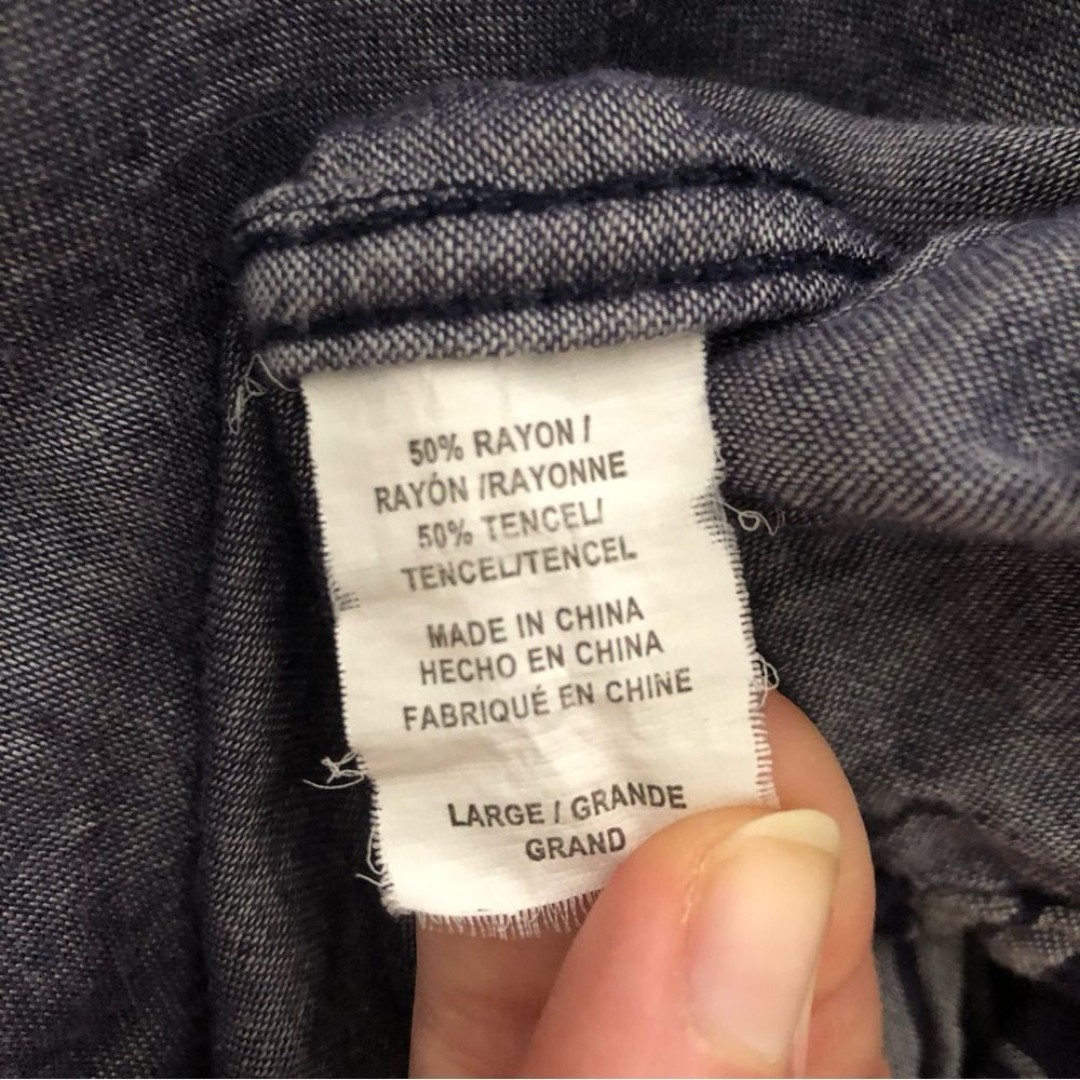 50% RAYON /
RAYÓN /RAYONNE
50% TENCEL/
TENCEL/TENCEL
MADE IN CHINA
HECHO EN CHINA
FABRIQUÉ EN CHINE
LARGE / GRANDE
GRAND